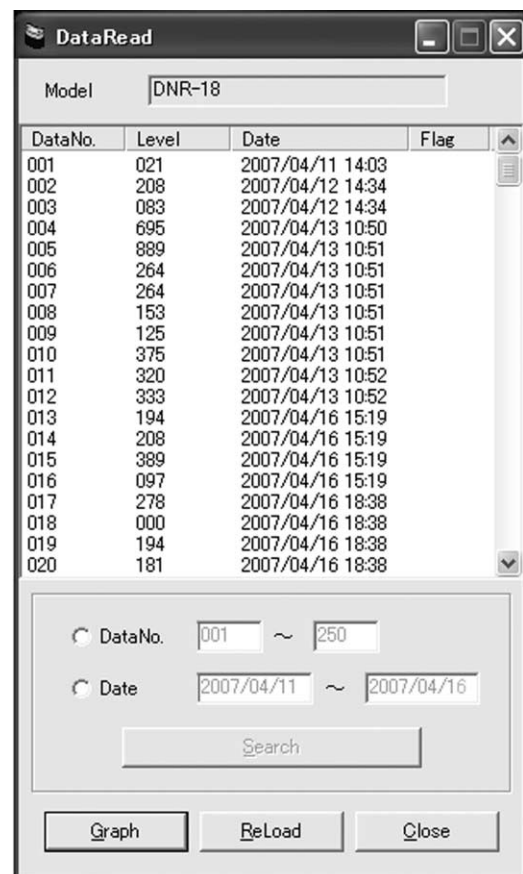 DataRead
Model DNR-18
DataNo. Level Date Flag
001 021 2007/04/11 14:03
002 208 2007/04/12 14:34
003 083 2007/04/12 14:34
004 695 2007/04/13 10:50
005 889 2007/04/13 10:51
006 264 2007/04/13 10:51
007 264 2007/04/13 10:51
008 153 2007/04/13 10:51
009 125 2007/04/13 10:51
010 375 2007/04/13 10:51
011 320 2007/04/13 10:52
012 333 2007/04/13 10:52
013 194 2007/04/16 15:19
014 208 2007/04/16 15:19
015 389 2007/04/16 15:19
016 097 2007/04/16 15:19
017 278 2007/04/16 18:38
018 000 2007/04/16 18:38
019 194 2007/04/16 18:38
020 181 2007/04/16 18:38
DataNo. 001 ～ 250
Date 2007/04/11 ～ 2007/04/16
Search
Graph ReLoad Close